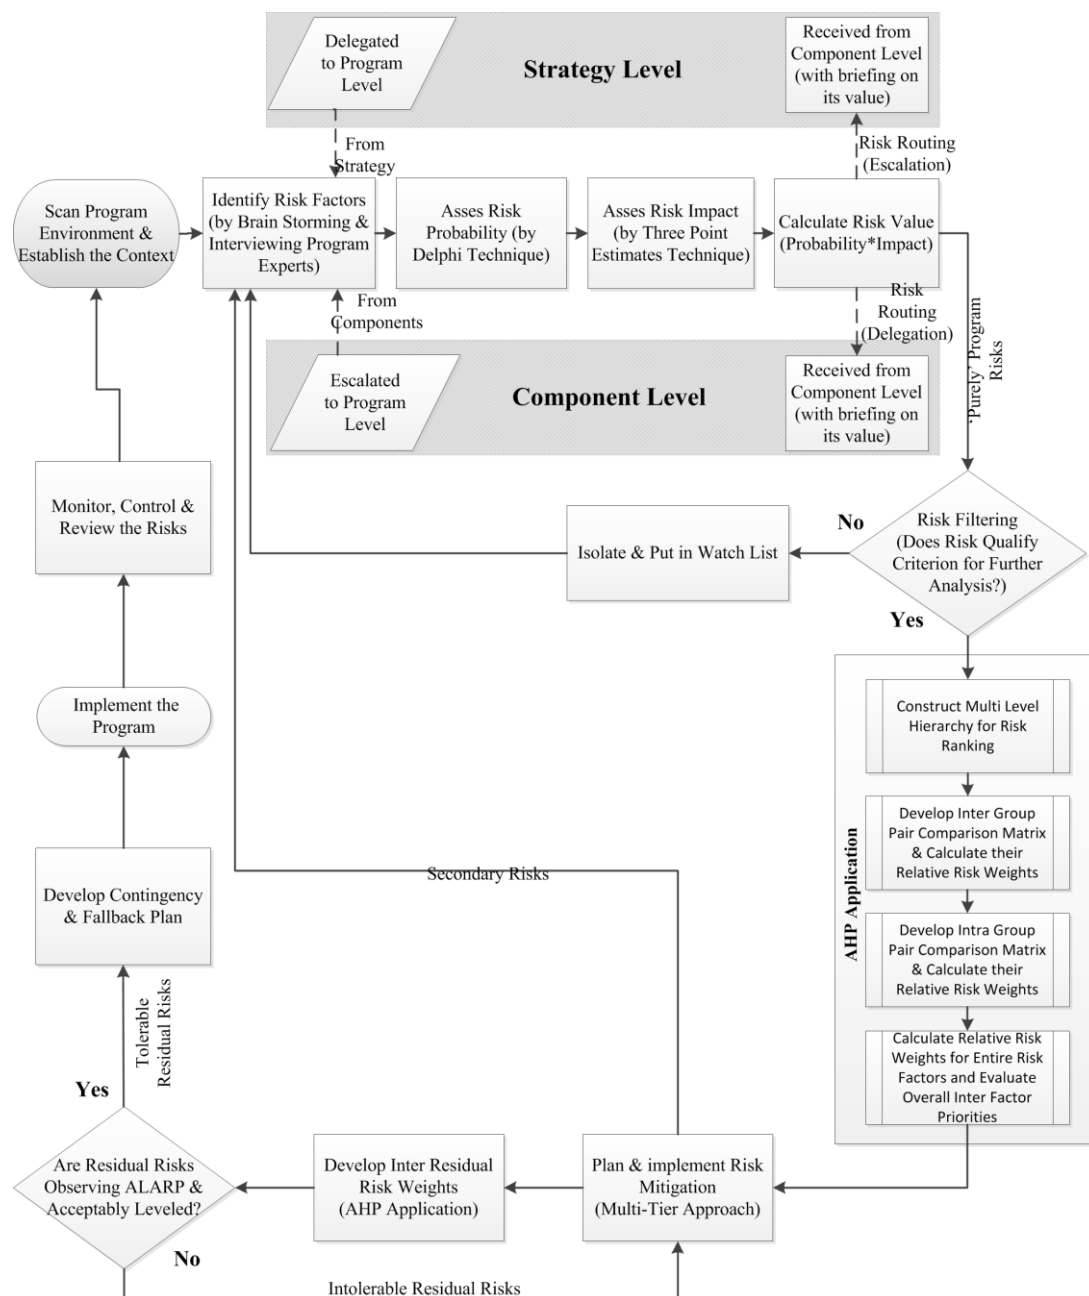 Delegated
to Program
Level
Strategy Level
Received from
Component Level
(with briefing on
its value)
From
Strategy
Risk Routing
(Escalation)
Scan Program
Environment &
Establish the Context
Identify Risk Factors
(by Brain Storming &
Interviewing Program
Experts)
Asses Risk
Probability (by
Delphi Technique)
Asses Risk Impact
(by Three Point
Estimates Technique)
Calculate Risk Value
(Probability*Impact)
From
Components
Risk
Routing
(Delegation)
'Purely' Program
Risks
Escalated
to Program
Level
Component Level
Received from
Component Level
(with briefing on
its value)
Monitor, Control &
Review the Risks
Isolate & Put in Watch List
No
Risk Filtering
(Does Risk Qualify
Criterion for Further
Analysis?)
Yes
Implement the
Program
AHP Application
Construct Multi Level
Hierarchy for Risk
Ranking
Develop Inter Group
Pair Comparison Matrix
& Calculate their
Relative Risk Weights
Develop Intra Group
Pair Comparison Matrix
& Calculate their
Relative Risk Weights
Calculate Relative Risk
Weights for Entire Risk
Factors and Evaluate
Overall Inter Factor
Priorities
Secondary Risks
Develop Contingency
& Fallback Plan
Tolerable
Residual Risks
Yes
Are Residual Risks
Observing ALARP &
Acceptably Leveled?
No
Develop Inter Residual
Risk Weights
(AHP Application)
Plan & implement Risk
Mitigation
(Multi-Tier Approach)
Intolerable Residual Risks